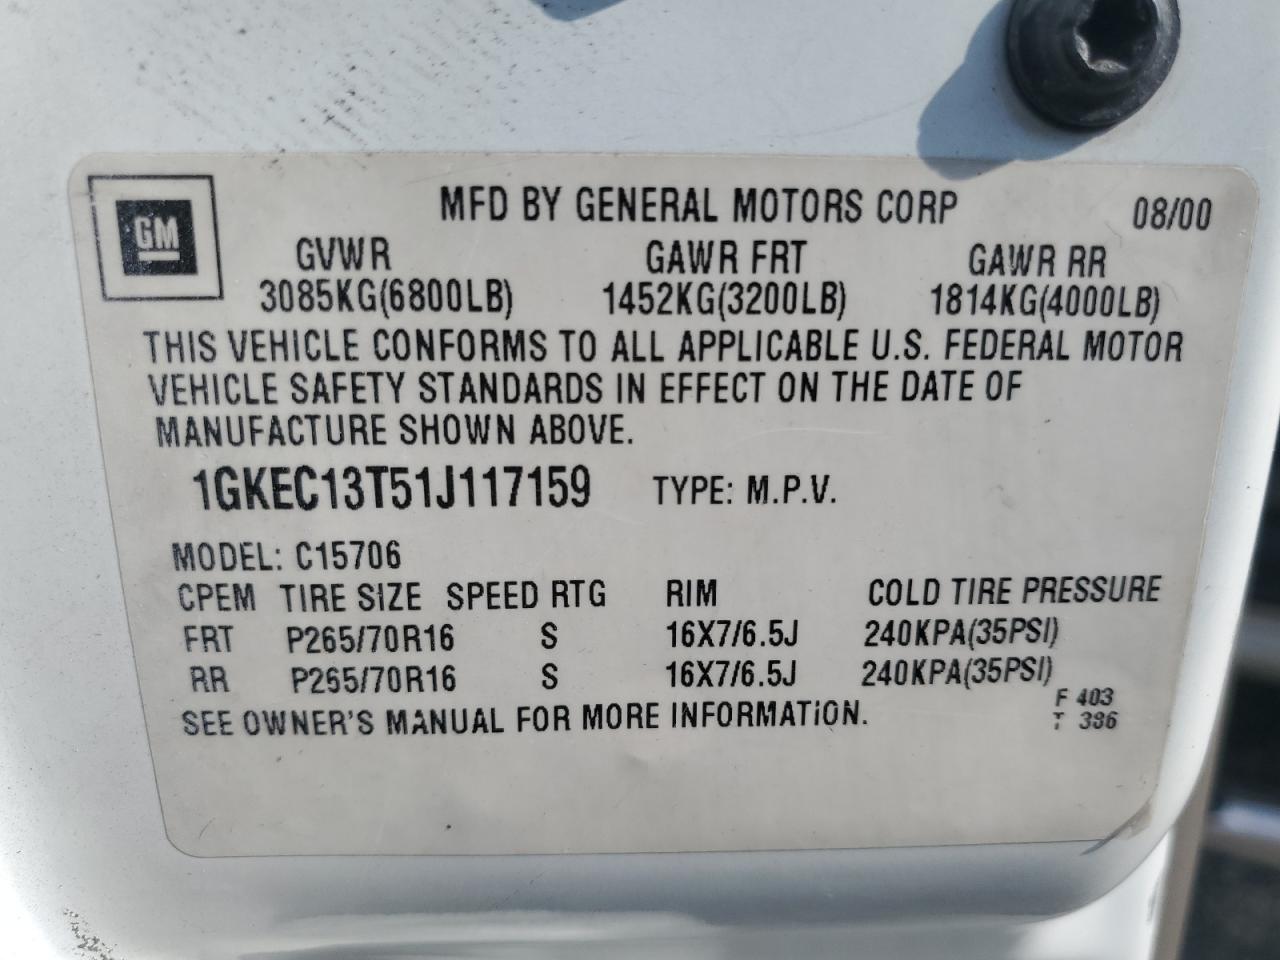 GM
MFD BY GENERAL MOTORS CORP 08/00
GVWR GAWR FRT GAWR RR
3085KG(6800LB) 1452KG(3200LB) 1814KG(4000LB)
THIS VEHICLE CONFORMS TO ALL APPLICABLE U.S. FEDERAL MOTOR
VEHICLE SAFETY STANDARDS IN EFFECT ON THE DATE OF
MANUFACTURE SHOWN ABOVE.
1GKEC13T51J117159 TYPE: M.P.V.
MODEL: C15706
CPEM TIRE SIZE SPEED RTG RIM COLD TIRE PRESSURE
FRT P265/70R16 S 16X7/6.5J 240KPA(35PSI)
RR P265/70R16 S 16X7/6.5J 240KPA(35PSI)
F 403
SEE OWNER'S MANUAL FOR MORE INFORMATION. T 386